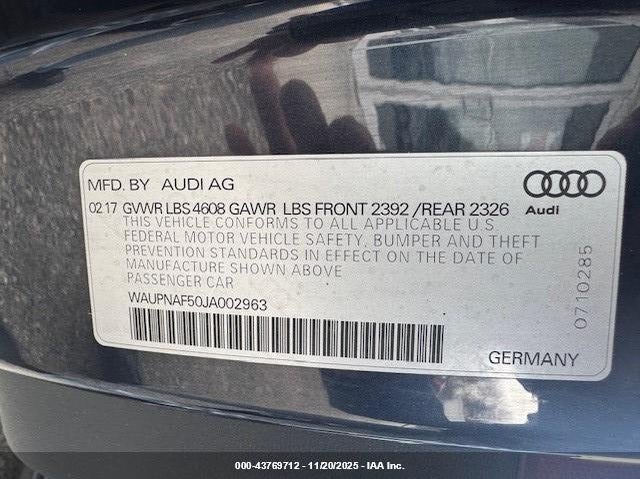 MFD. BY AUDI AG
02 17 GVWR LBS 4608 GAWR LBS FRONT 2392 /REAR 2326
Audi
THIS VEHICLE CONFORMS TO ALL APPLICABLE U.S
FEDERAL MOTOR VEHICLE SAFETY, BUMPER AND THEFT
PREVENTION STANDARDS IN EFFECT ON THE DATE OF
MANUFACTURE SHOWN ABOVE
PASSENGER CAR
WAUPNAF50JA002963
0710285
GERMANY
000-43769712 - 11/20/2025 - IAA Inc.